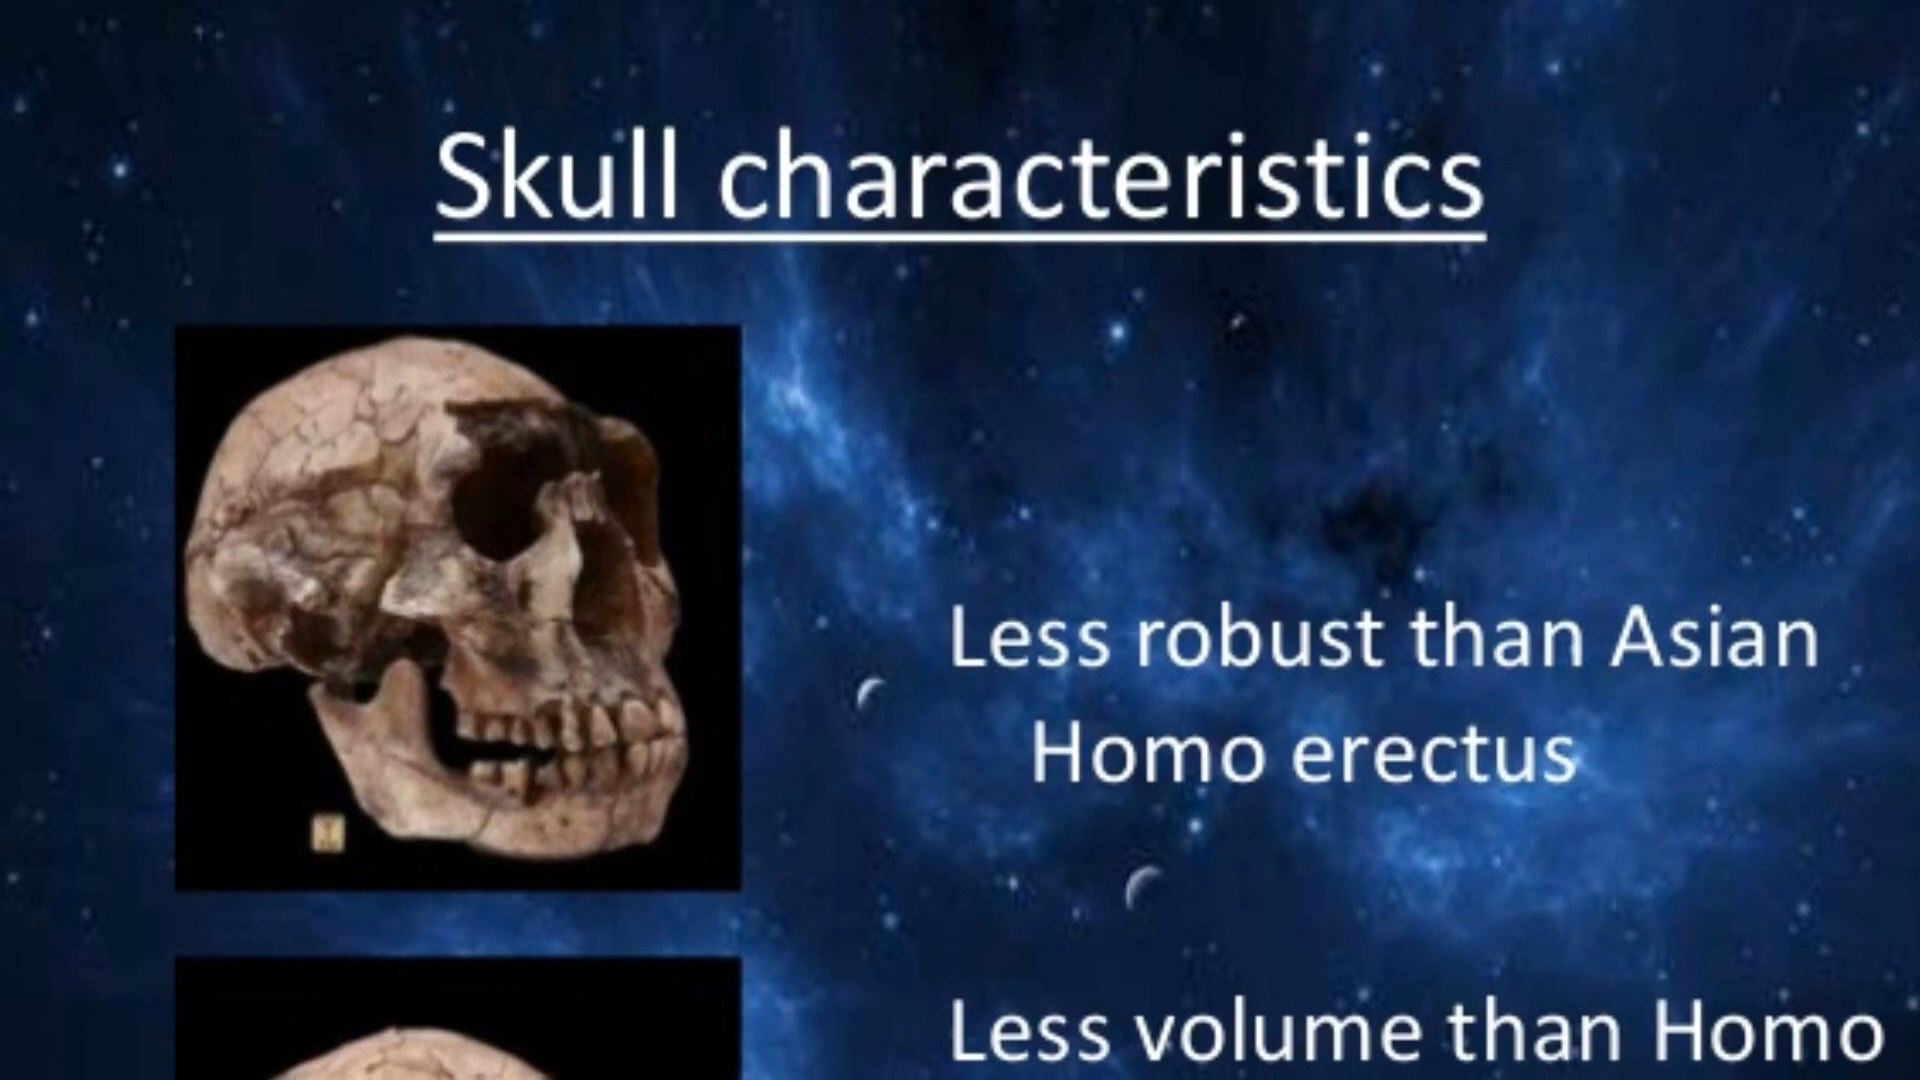 Skull characteristics
Less robust than Asian
Homo erectus
Less volume than Homo